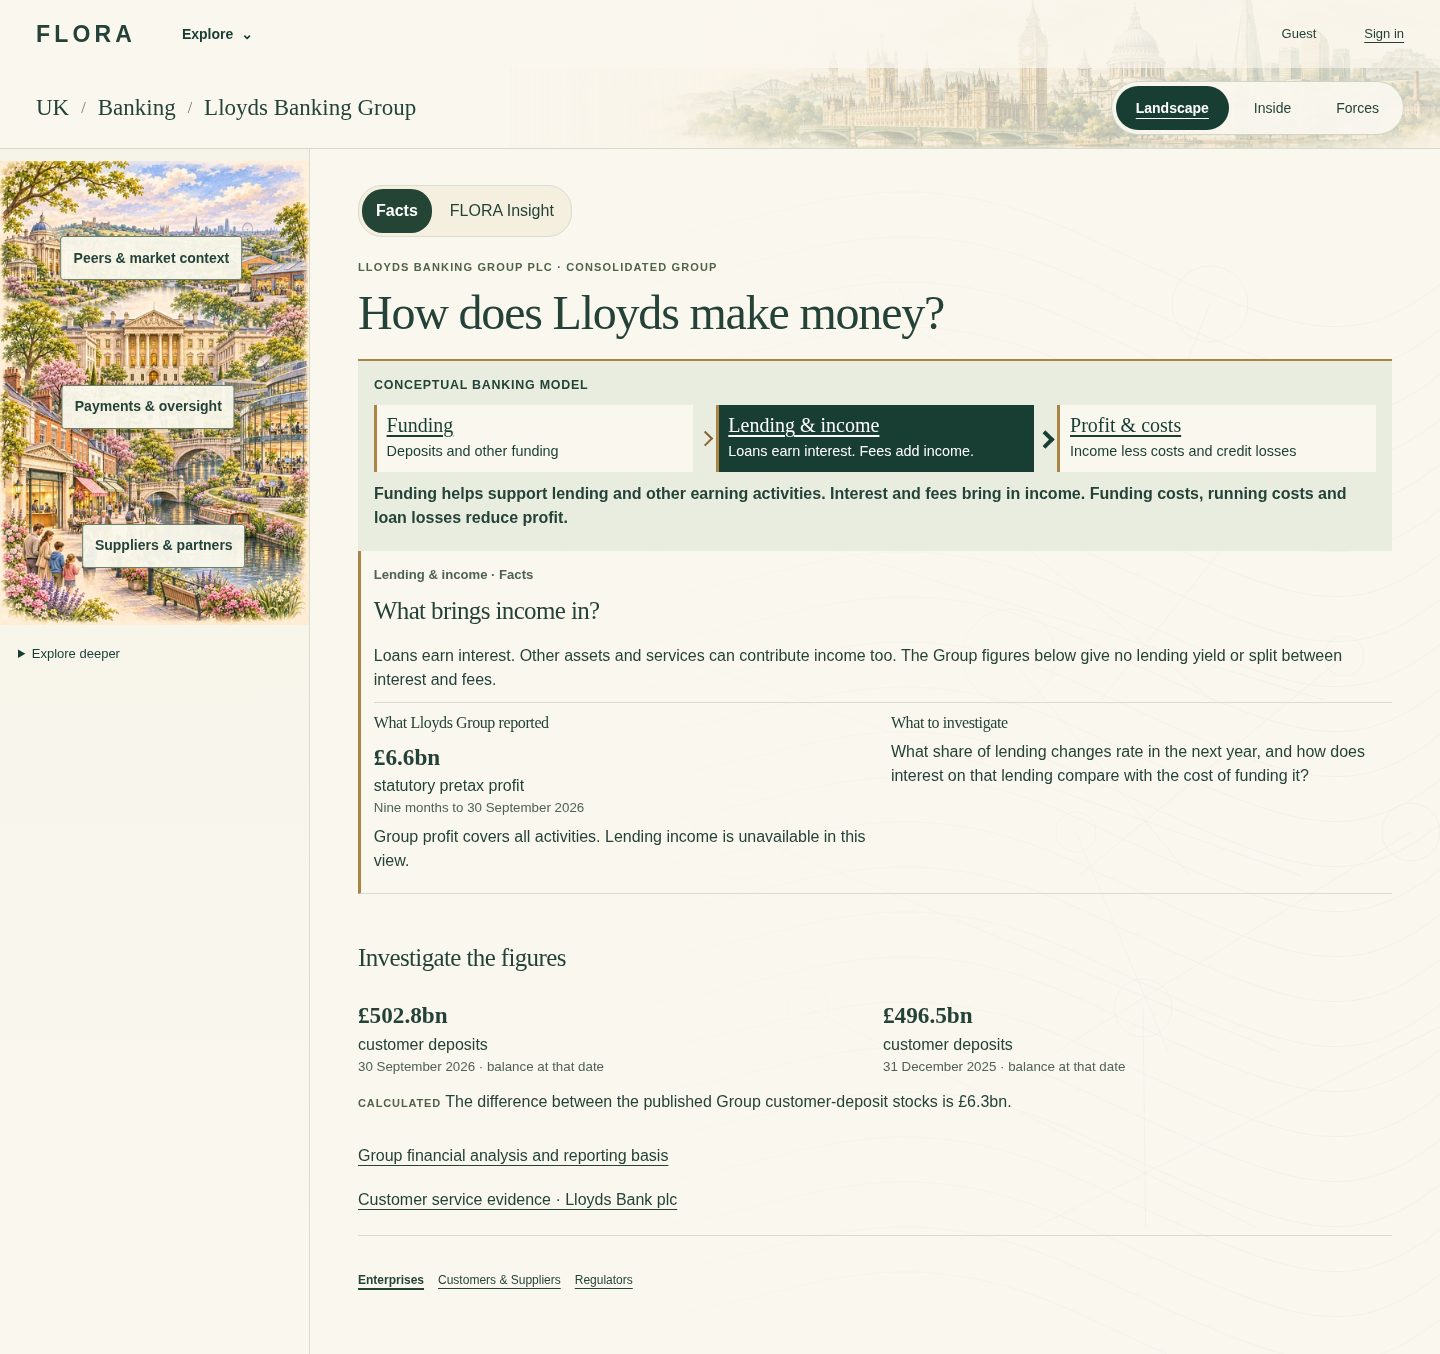 FLORA
Explore
Guest
Sign in
UK / Banking / Lloyds Banking Group
Landscape
Inside
Forces
Peers & market context
Payments & oversight
Suppliers & partners
Explore deeper
Facts
FLORA Insight
LLOYDS BANKING GROUP PLC · CONSOLIDATED GROUP
How does Lloyds make money?
CONCEPTUAL BANKING MODEL
Funding
Deposits and other funding
Lending & income
Loans earn interest. Fees add income.
Profit & costs
Income less costs and credit losses
Funding helps support lending and other earning activities. Interest and fees bring in income. Funding costs, running costs and
loan losses reduce profit.
Lending & income · Facts
What brings income in?
Loans earn interest. Other assets and services can contribute income too. The Group figures below give no lending yield or split between
interest and fees.
What Lloyds Group reported
£6.6bn
statutory pretax profit
Nine months to 30 September 2026
Group profit covers all activities. Lending income is unavailable in this
view.
What to investigate
What share of lending changes rate in the next year, and how does
interest on that lending compare with the cost of funding it?
Investigate the figures
£502.8bn
customer deposits
30 September 2026 · balance at that date
£496.5bn
customer deposits
31 December 2025 · balance at that date
CALCULATED The difference between the published Group customer-deposit stocks is £6.3bn.
Group financial analysis and reporting basis
Customer service evidence · Lloyds Bank plc
Enterprises
Customers & Suppliers
Regulators